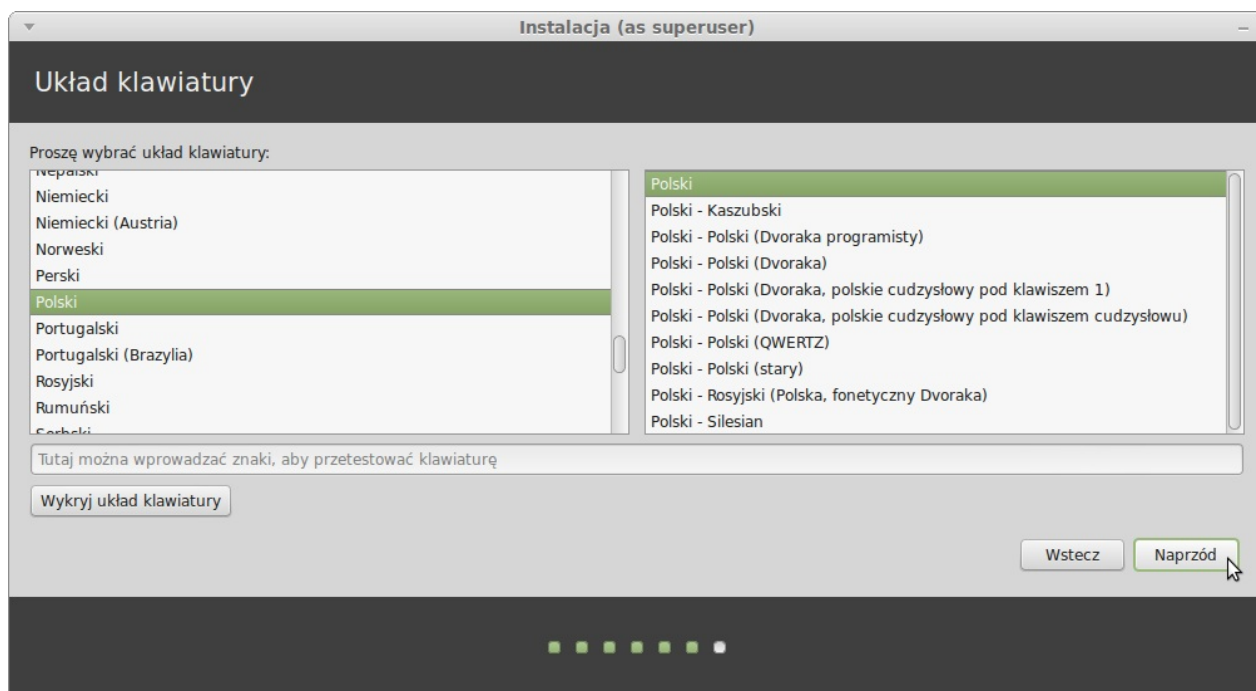 Instalacja (as superuser)
Układ klawiatury
Proszę wybrać układ klawiatury:
Nepalski
Niemiecki
Niemiecki (Austria)
Norweski
Perski
Polski
Portugalski
Portugalski (Brazylia)
Rosyjski
Rumuński
Serbski
Polski
Polski - Kaszubski
Polski - Polski (Dvoraka programisty)
Polski - Polski (Dvoraka)
Polski - Polski (Dvoraka, polskie cudzysłowy pod klawiszem 1)
Polski - Polski (Dvoraka, polskie cudzysłowy pod klawiszem cudzysłowu)
Polski - Polski (QWERTZ)
Polski - Polski (stary)
Polski - Rosyjski (Polska, fonetyczny Dvoraka)
Polski - Silesian
Tutaj można wprowadzać znaki, aby przetestować klawiaturę
Wykryj układ klawiatury
Wstecz
Naprzód